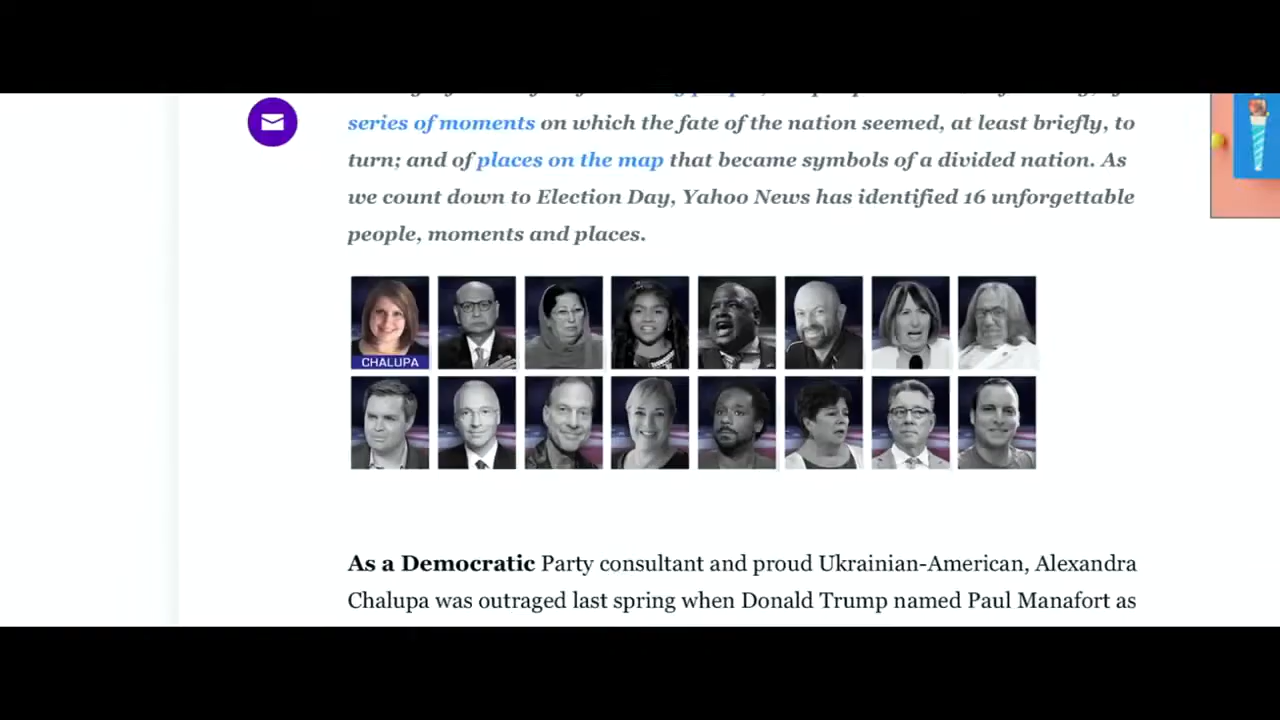 series of moments on which the fate of the nation seemed, at least briefly, to
turn; and of places on the map that became symbols of a divided nation. As
we count down to Election Day, Yahoo News has identified 16 unforgettable
people, moments and places.
CHALUPA
As a Democratic Party consultant and proud Ukrainian-American, Alexandra
Chalupa was outraged last spring when Donald Trump named Paul Manafort as